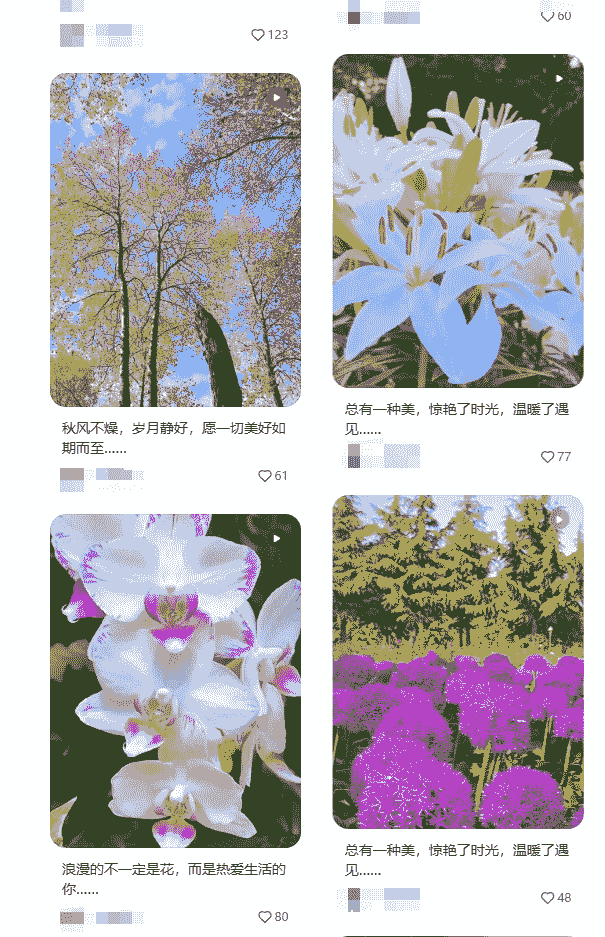 123
60
秋风不燥，岁月静好，愿一切美好如
期而至......
61
总有一种美，惊艳了时光，温暖了遇
见......
77
浪漫的不一定是花，而是热爱生活的
你......
80
总有一种美，惊艳了时光，温暖了遇
见......
48